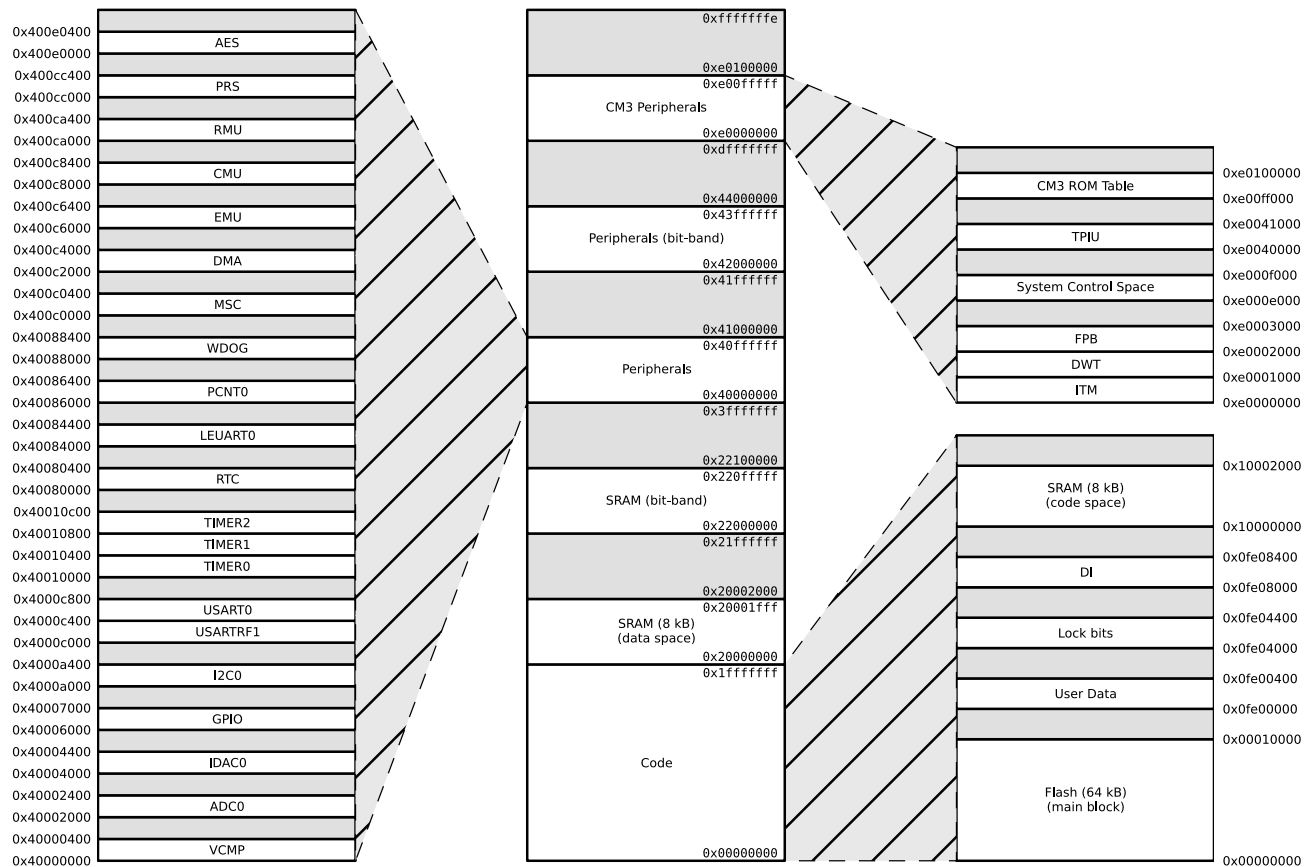 0x400e0400
AES
0x400e0000
0x400cc400
PRS
0x400cc000
0x400ca400
RMU
0x400ca000
0x400c8400
CMU
0x400c8000
0x400c6400
EMU
0x400c6000
0x400c4000
DMA
0x400c2000
0x400c0400
MSC
0x400c0000
0x40088400
WDOG
0x40088000
0x40086400
PCNT0
0x40086000
0x40084400
LEUART0
0x40084000
0x40080400
RTC
0x40080000
0x40010c00
TIMER2
0x40010800
TIMER1
0x40010400
TIMER0
0x40010000
0x4000c800
USART0
0x4000c400
USARTRF1
0x4000c000
0x4000a400
I2C0
0x4000a000
0x40007000
GPIO
0x40006000
0x40004400
IDAC0
0x40004000
0x40002400
ADC0
0x40002000
0x40000400
VCMP
0x40000000
0xfffffffe
0xe0100000
0xe00fffff
CM3 Peripherals
0xe0000000
0xdfffffff
0x44000000
0x43ffffff
Peripherals (bit-band)
0x42000000
0x41ffffff
0x41000000
0x40ffffff
Peripherals
0x40000000
0x3fffffff
0x22100000
0x220fffff
SRAM (bit-band)
0x22000000
0x21ffffff
0x20002000
0x20001fff
SRAM (8 kB)
(data space)
0x20000000
0x1fffffff
Code
0x00000000
0xe0100000
CM3 ROM Table
0xe00ff000
0xe0041000
TPIU
0xe0040000
0xe000f000
System Control Space
0xe000e000
0xe0003000
FPB
0xe0002000
DWT
0xe0001000
ITM
0xe0000000
0x10002000
SRAM (8 kB)
(code space)
0x10000000
0x0fe08400
DI
0x0fe08000
0x0fe04400
Lock bits
0x0fe04000
0x0fe00400
User Data
0x0fe00000
0x00010000
Flash (64 kB)
(main block)
0x00000000